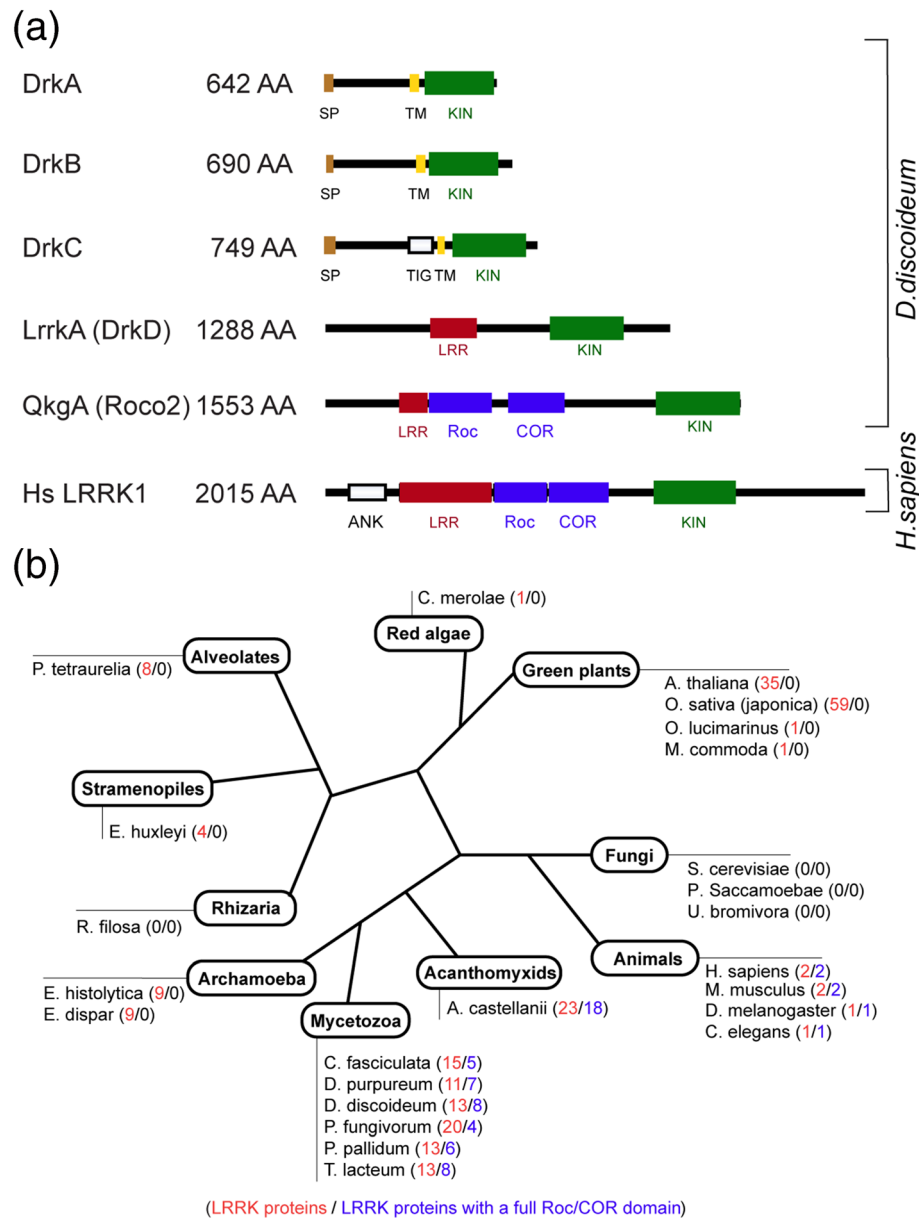 (a)
DrkA 642 AA
SP TM KIN
DrkB 690 AA
SP TM KIN
DrkC 749 AA
SP TIG TM KIN
LrrkA (DrkD) 1288 AA
LRR KIN
QkgA (Roco2) 1553 AA
LRR Roc COR KIN
D.discoideum
Hs LRRK1 2015 AA
ANK LRR Roc COR KIN
H.sapiens
(b)
C. merolae (1/0)
Red algae
Alveolates
P. tetraurelia (8/0)
Green plants
A. thaliana (35/0)
O. sativa (japonica) (59/0)
O. lucimarinus (1/0)
M. commoda (1/0)
Stramenopiles
E. huxleyi (4/0)
Fungi
S. cerevisiae (0/0)
P. Saccamoebae (0/0)
U. bromivora (0/0)
Rhizaria
R. filosa (0/0)
Animals
H. sapiens (2/2)
M. musculus (2/2)
D. melanogaster (1/1)
C. elegans (1/1)
Archamoeba
E. histolytica (9/0)
E. dispar (9/0)
Acanthomyxids
A. castellanii (23/18)
Mycetozoa
C. fasciculata (15/5)
D. purpureum (11/7)
D. discoideum (13/8)
P. fungivorum (20/4)
P. pallidum (13/6)
T. lacteum (13/8)
(LRRK proteins / LRRK proteins with a full Roc/COR domain)